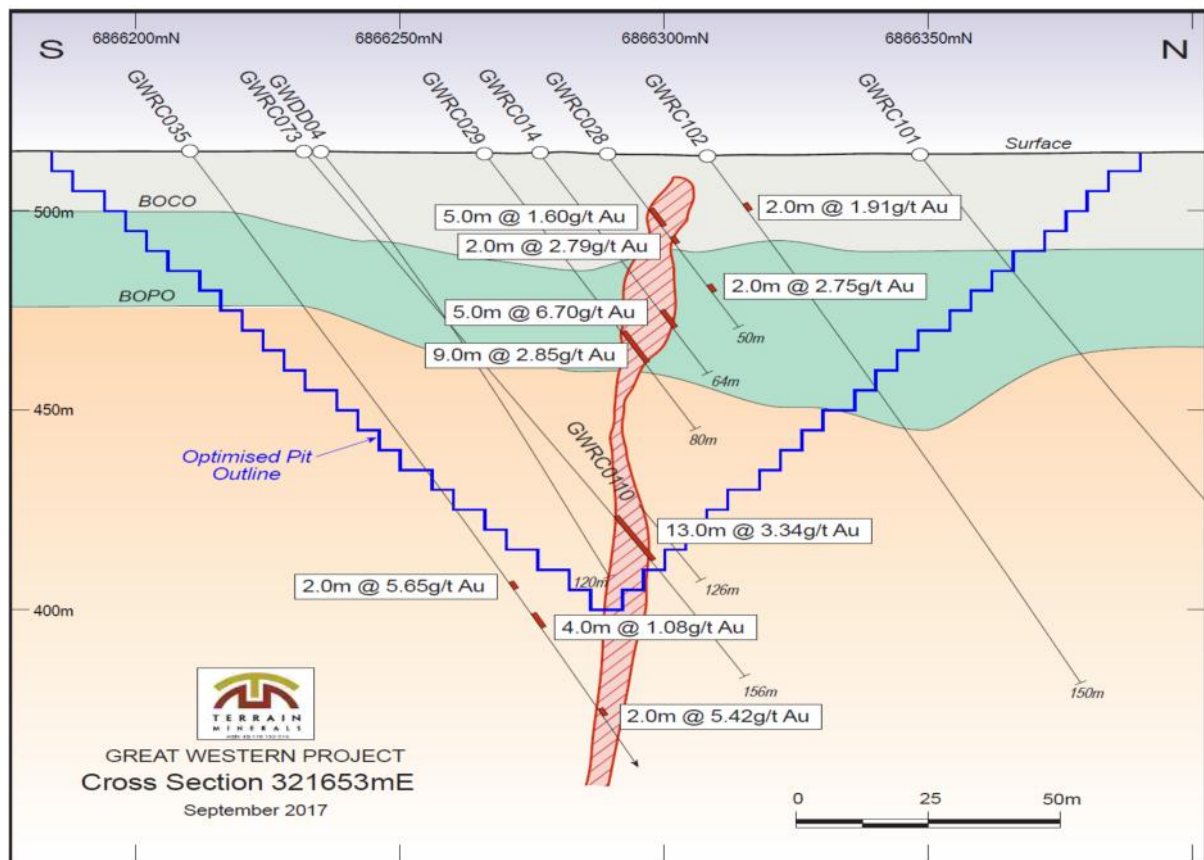 6866200mN
6866250mN
6866300mN
6866350mN
S
N
GWRC035
GWRC073
GWDD04
GWRC029
GWRC014
GWRC028
GWRC102
GWRC101
Surface
BOCO
500m
5.0m @ 1.60g/t Au
2.0m @ 1.91g/t Au
2.0m @ 2.79g/t Au
2.0m @ 2.75g/t Au
BOPO
5.0m @ 6.70g/t Au
50m
9.0m @ 2.85g/t Au
64m
450m
80m
Optimised Pit
Outline
GWRC0110
13.0m @ 3.34g/t Au
2.0m @ 5.65g/t Au
120m
126m
400m
4.0m @ 1.08g/t Au
156m
150m
2.0m @ 5.42g/t Au
TERRAIN
MINERALS
GREAT WESTERN PROJECT
Cross Section 321653mE
September 2017
0
25
50m